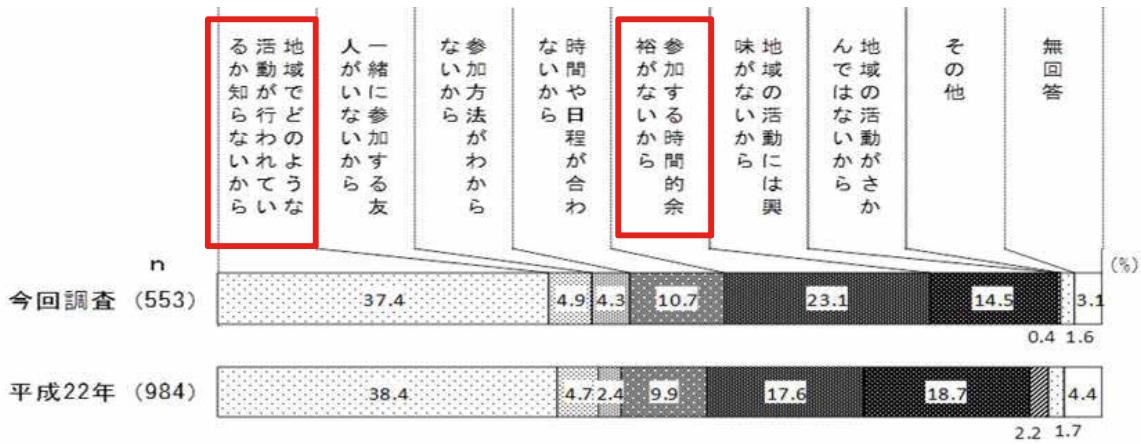 地域でどのような
活動が行われてい
るか知らないから
一緒に参加する友
人がいないから
参加方法がわから
ないから
時間や日程が合わ
ないから
参加する時間的余
裕がないから
地域の活動には興
味がないから
地域の活動がさか
んではないから
その他
無回答
n
(%)
今回調査 (553) 37.4 4.9 4.3 10.7 23.1 14.5 3.1
0.4 1.6
平成22年 (984) 38.4 4.7 2.4 9.9 17.6 18.7 4.4
2.2 1.7